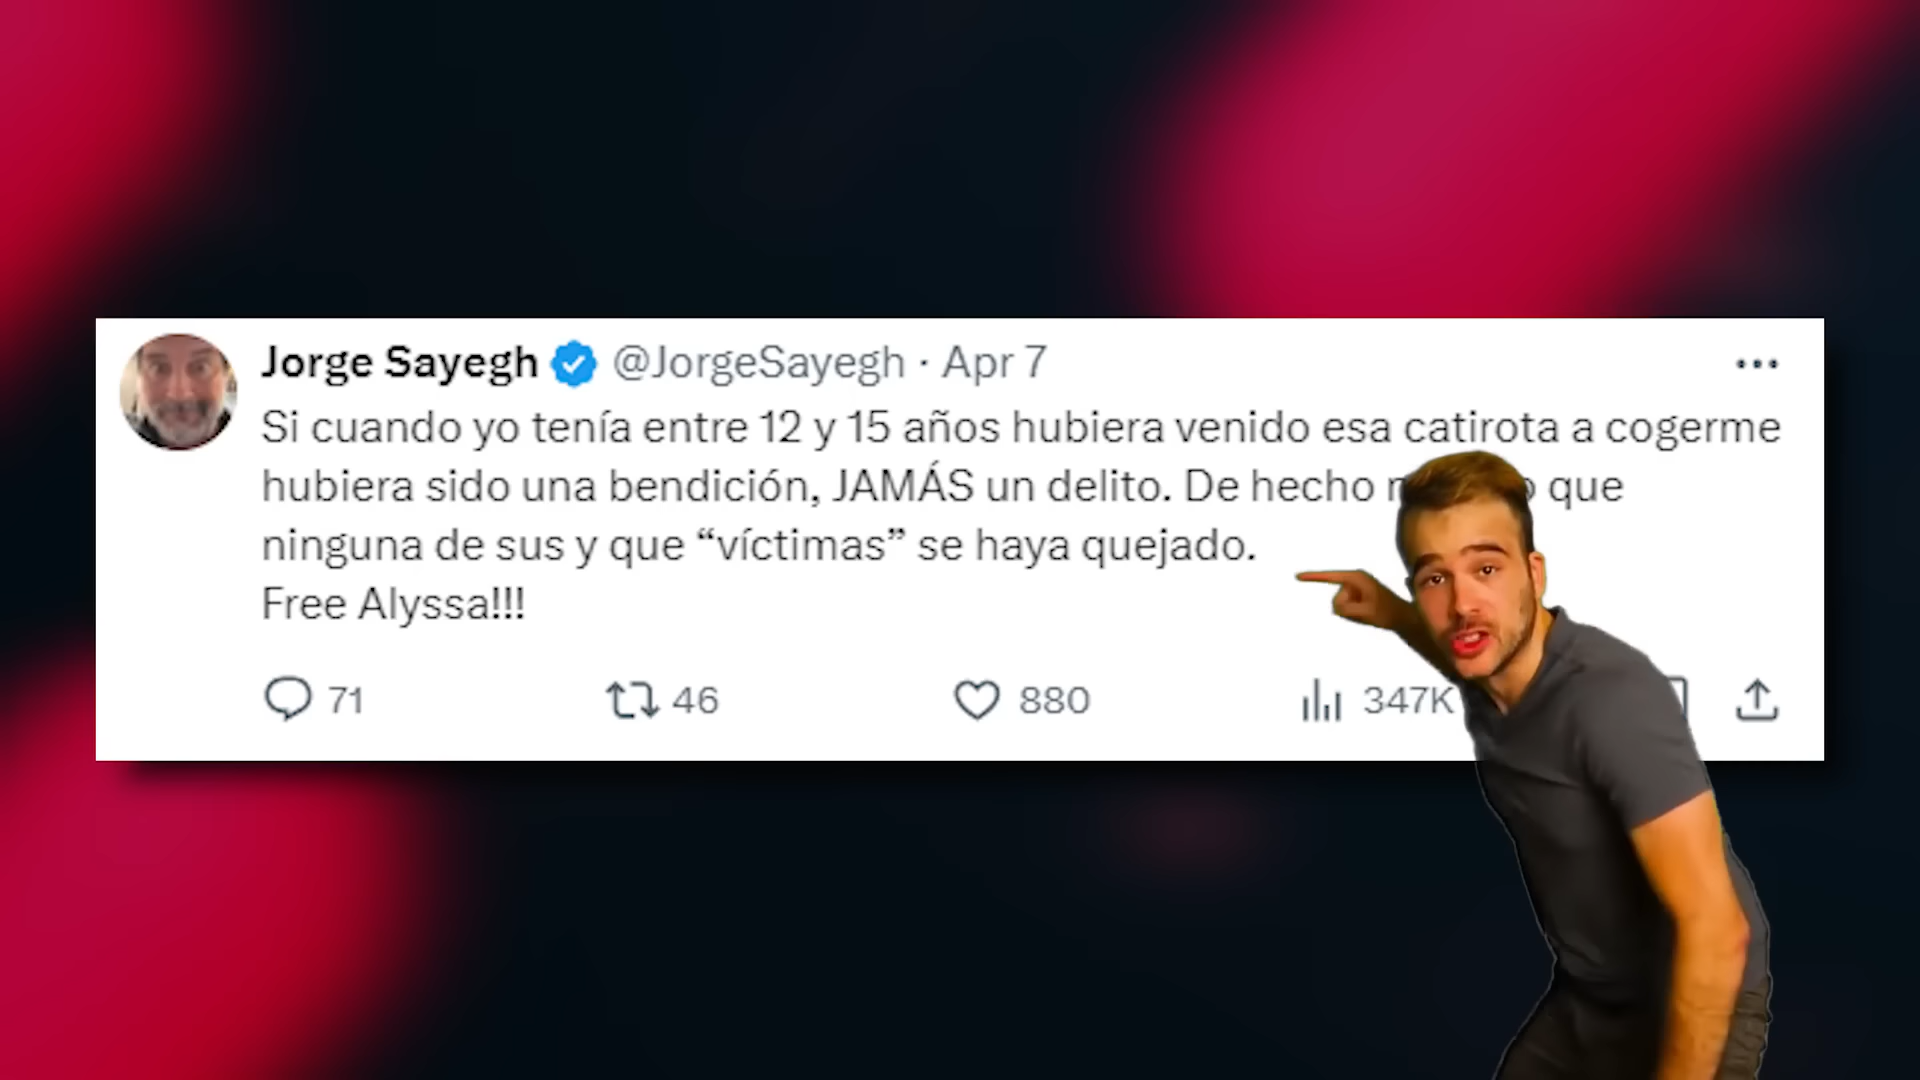 Jorge Sayegh @JorgeSayegh · Apr 7
Si cuando yo tenía entre 12 y 15 años hubiera venido esa catirota a cogerme
hubiera sido una bendición, JAMÁS un delito. De hecho que
ninguna de sus y que “víctimas” se haya quejado.
Free Alyssa!!!
71 46 880 347K